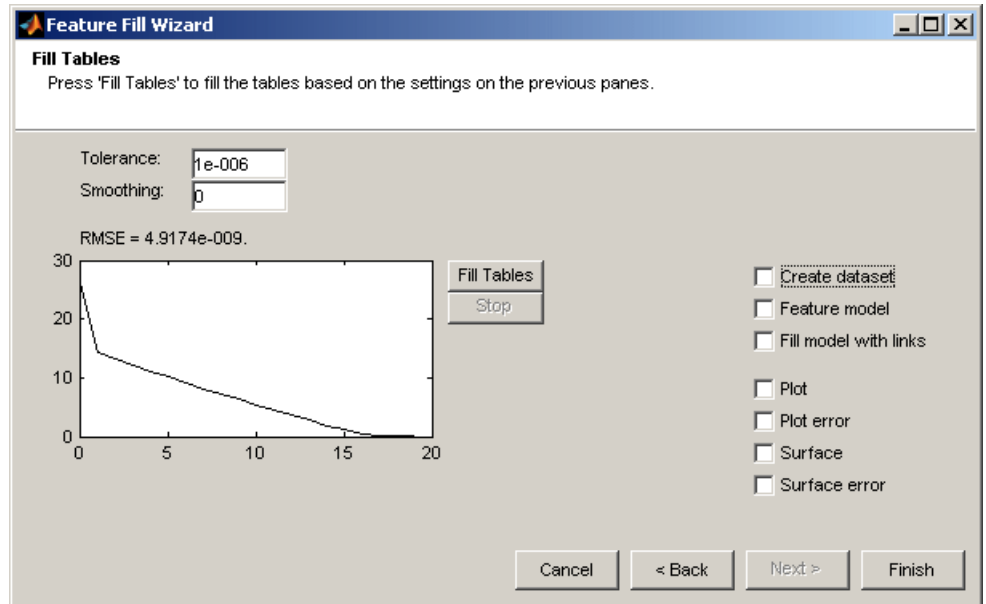 Feature Fill Wizard
Fill Tables
Press 'Fill Tables' to fill the tables based on the settings on the previous panes.
Tolerance: 1e-006
Smoothing: 0
RMSE = 4.9174e-009.
30
20
10
0
0 5 10 15 20
Fill Tables
Stop
Create dataset
Feature model
Fill model with links
Plot
Plot error
Surface
Surface error
Cancel < Back Next > Finish